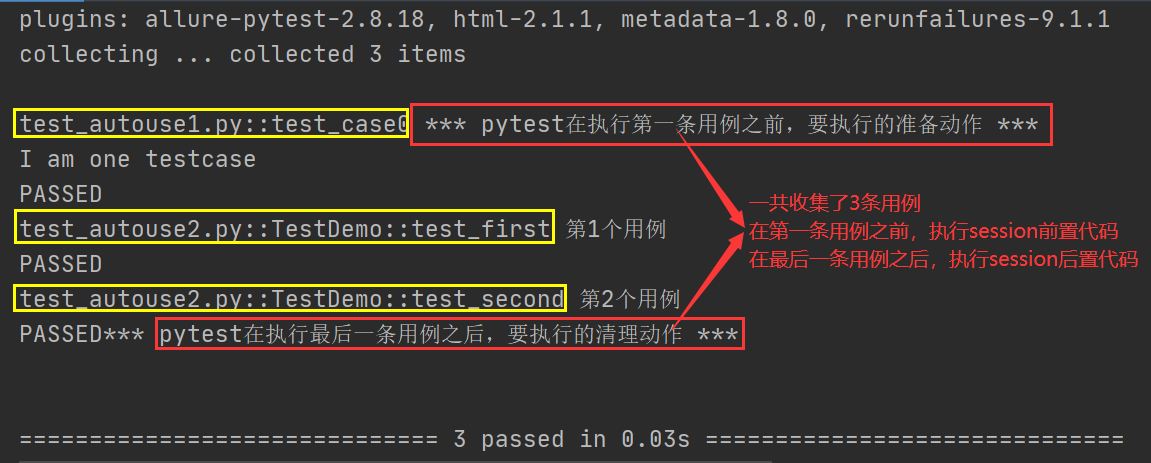 plugins: allure-pytest-2.8.18, html-2.1.1, metadata-1.8.0, rerunfailures-9.1.1
collecting ... collected 3 items
test_autouse1.py::test_case0 *** pytest在执行第一条用例之前，要执行的准备动作 ***
I am one testcase
PASSED
test_autouse2.py::TestDemo::test_first 第1个用例
PASSED
test_autouse2.py::TestDemo::test_second 第2个用例
PASSED*** pytest在执行最后一条用例之后，要执行的清理动作 ***
一共收集了3条用例
在第一条用例之前，执行session前置代码
在最后一条用例之后，执行session后置代码
============================== 3 passed in 0.03s ==============================